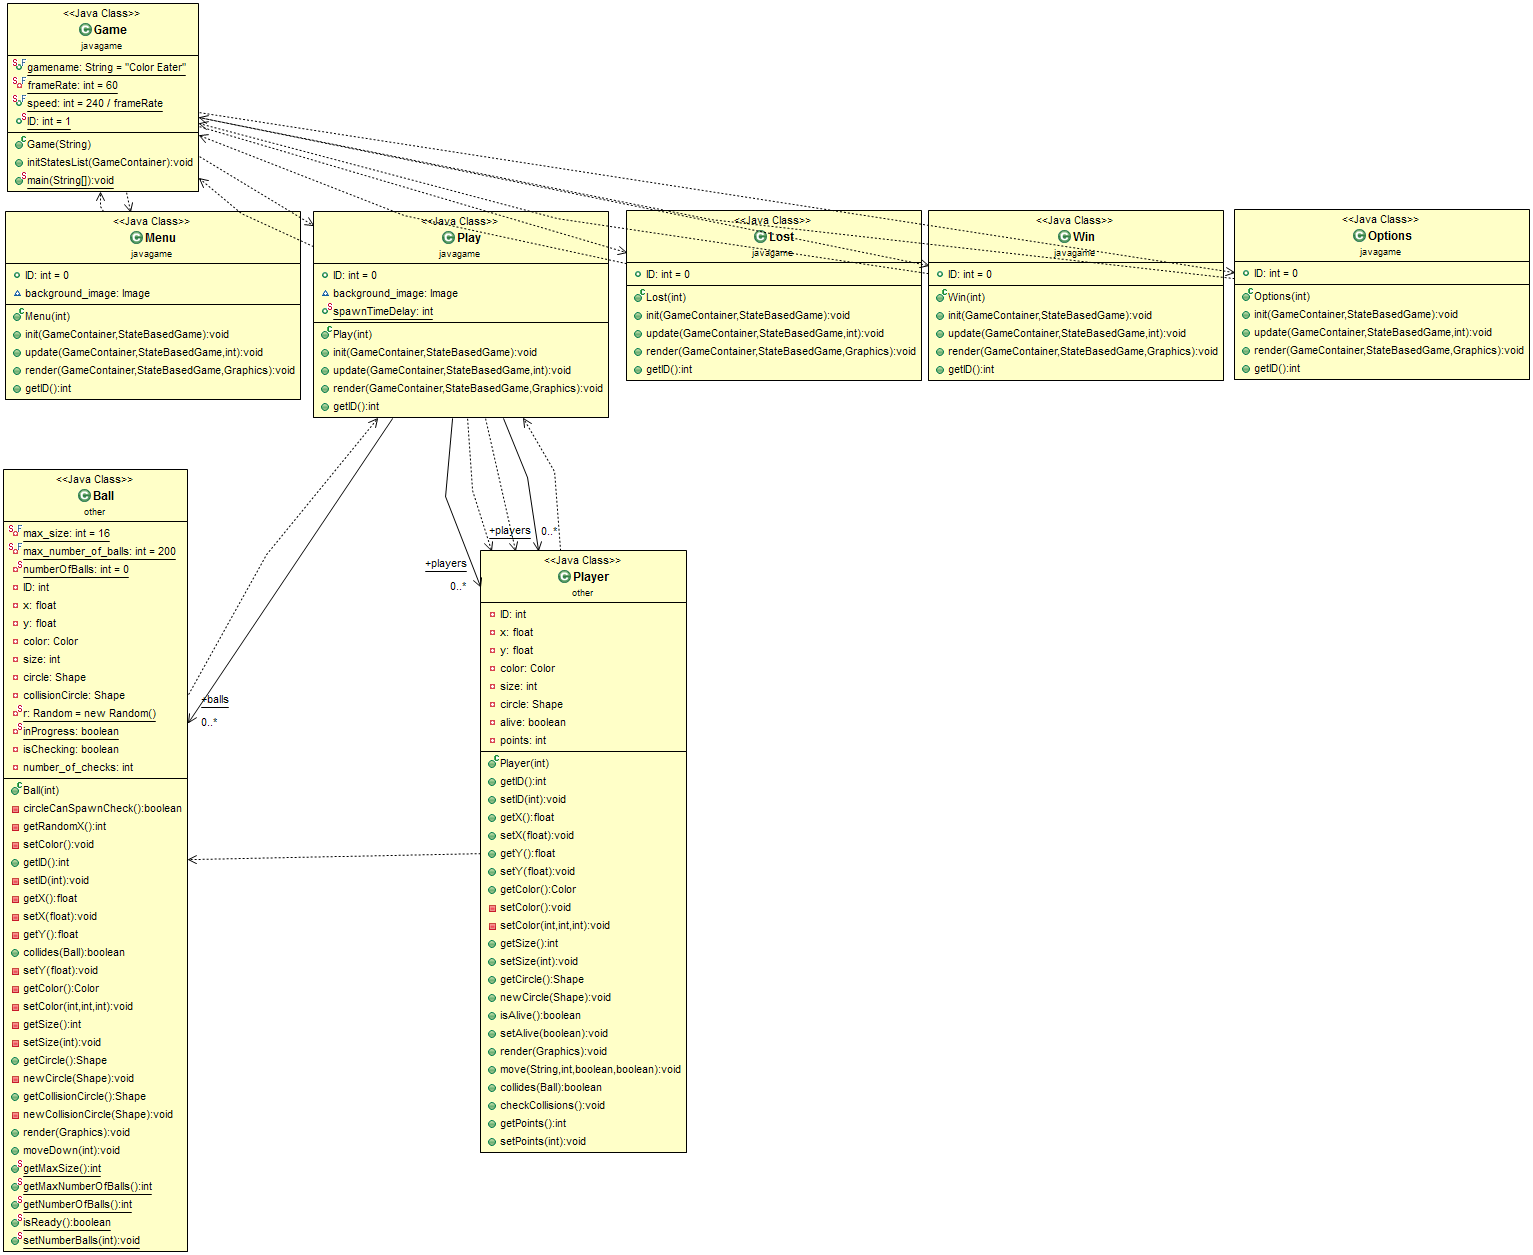 <<Java Class>>
Game
javagame
gamename: String = "Color Eater"
frameRate: int = 60
speed: int = 240 / frameRate
ID: int = 1
Game(String)
initStatesList(GameContainer):void
main(String[]):void
<<Java Class>>
Menu
javagame
ID: int = 0
background_image: Image
Menu(int)
init(GameContainer,StateBasedGame):void
update(GameContainer,StateBasedGame,int):void
render(GameContainer,StateBasedGame,Graphics):void
getID():int
<<Java Class>>
Play
javagame
ID: int = 0
background_image: Image
spawnTimeDelay: int
Play(int)
init(GameContainer,StateBasedGame):void
update(GameContainer,StateBasedGame,int):void
render(GameContainer,StateBasedGame,Graphics):void
getID():int
<<Java Class>>
Lost
javagame
ID: int = 0
Lost(int)
init(GameContainer,StateBasedGame):void
update(GameContainer,StateBasedGame,int):void
render(GameContainer,StateBasedGame,Graphics):void
getID():int
<<Java Class>>
Win
javagame
ID: int = 0
Win(int)
init(GameContainer,StateBasedGame):void
update(GameContainer,StateBasedGame,int):void
render(GameContainer,StateBasedGame,Graphics):void
getID():int
<<Java Class>>
Options
javagame
ID: int = 0
Options(int)
init(GameContainer,StateBasedGame):void
update(GameContainer,StateBasedGame,int):void
render(GameContainer,StateBasedGame,Graphics):void
getID():int
<<Java Class>>
Ball
other
max_size: int = 16
max_number_of_balls: int = 200
numberOfBalls: int = 0
ID: int
x: float
y: float
color: Color
size: int
circle: Shape
collisionCircle: Shape
r: Random = new Random()
inProgress: boolean
isChecking: boolean
number_of_checks: int
Ball(int)
circleCanSpawnCheck():boolean
getRandomX():int
setColor():void
getID():int
setID(int):void
getX():float
setX(float):void
getY():float
collides(Ball):boolean
setY(float):void
getColor():Color
setColor(int,int,int):void
getSize():int
setSize(int):void
getCircle():Shape
newCircle(Shape):void
getCollisionCircle():Shape
newCollisionCircle(Shape):void
render(Graphics):void
moveDown(int):void
getMaxSize():int
getMaxNumberOfBalls():int
getNumberOfBalls():int
isReady():boolean
setNumberBalls(int):void
+balls
0..*
+players
0..*
+players
0..*
<<Java Class>>
Player
other
ID: int
x: float
y: float
color: Color
size: int
circle: Shape
alive: boolean
points: int
Player(int)
getID():int
setID(int):void
getX():float
setX(float):void
getY():float
setY(float):void
getColor():Color
setColor():void
setColor(int,int,int):void
getSize():int
setSize(int):void
getCircle():Shape
newCircle(Shape):void
isAlive():boolean
setAlive(boolean):void
render(Graphics):void
move(String,int,boolean,boolean):void
collides(Ball):boolean
checkCollisions():void
getPoints():int
setPoints(int):void